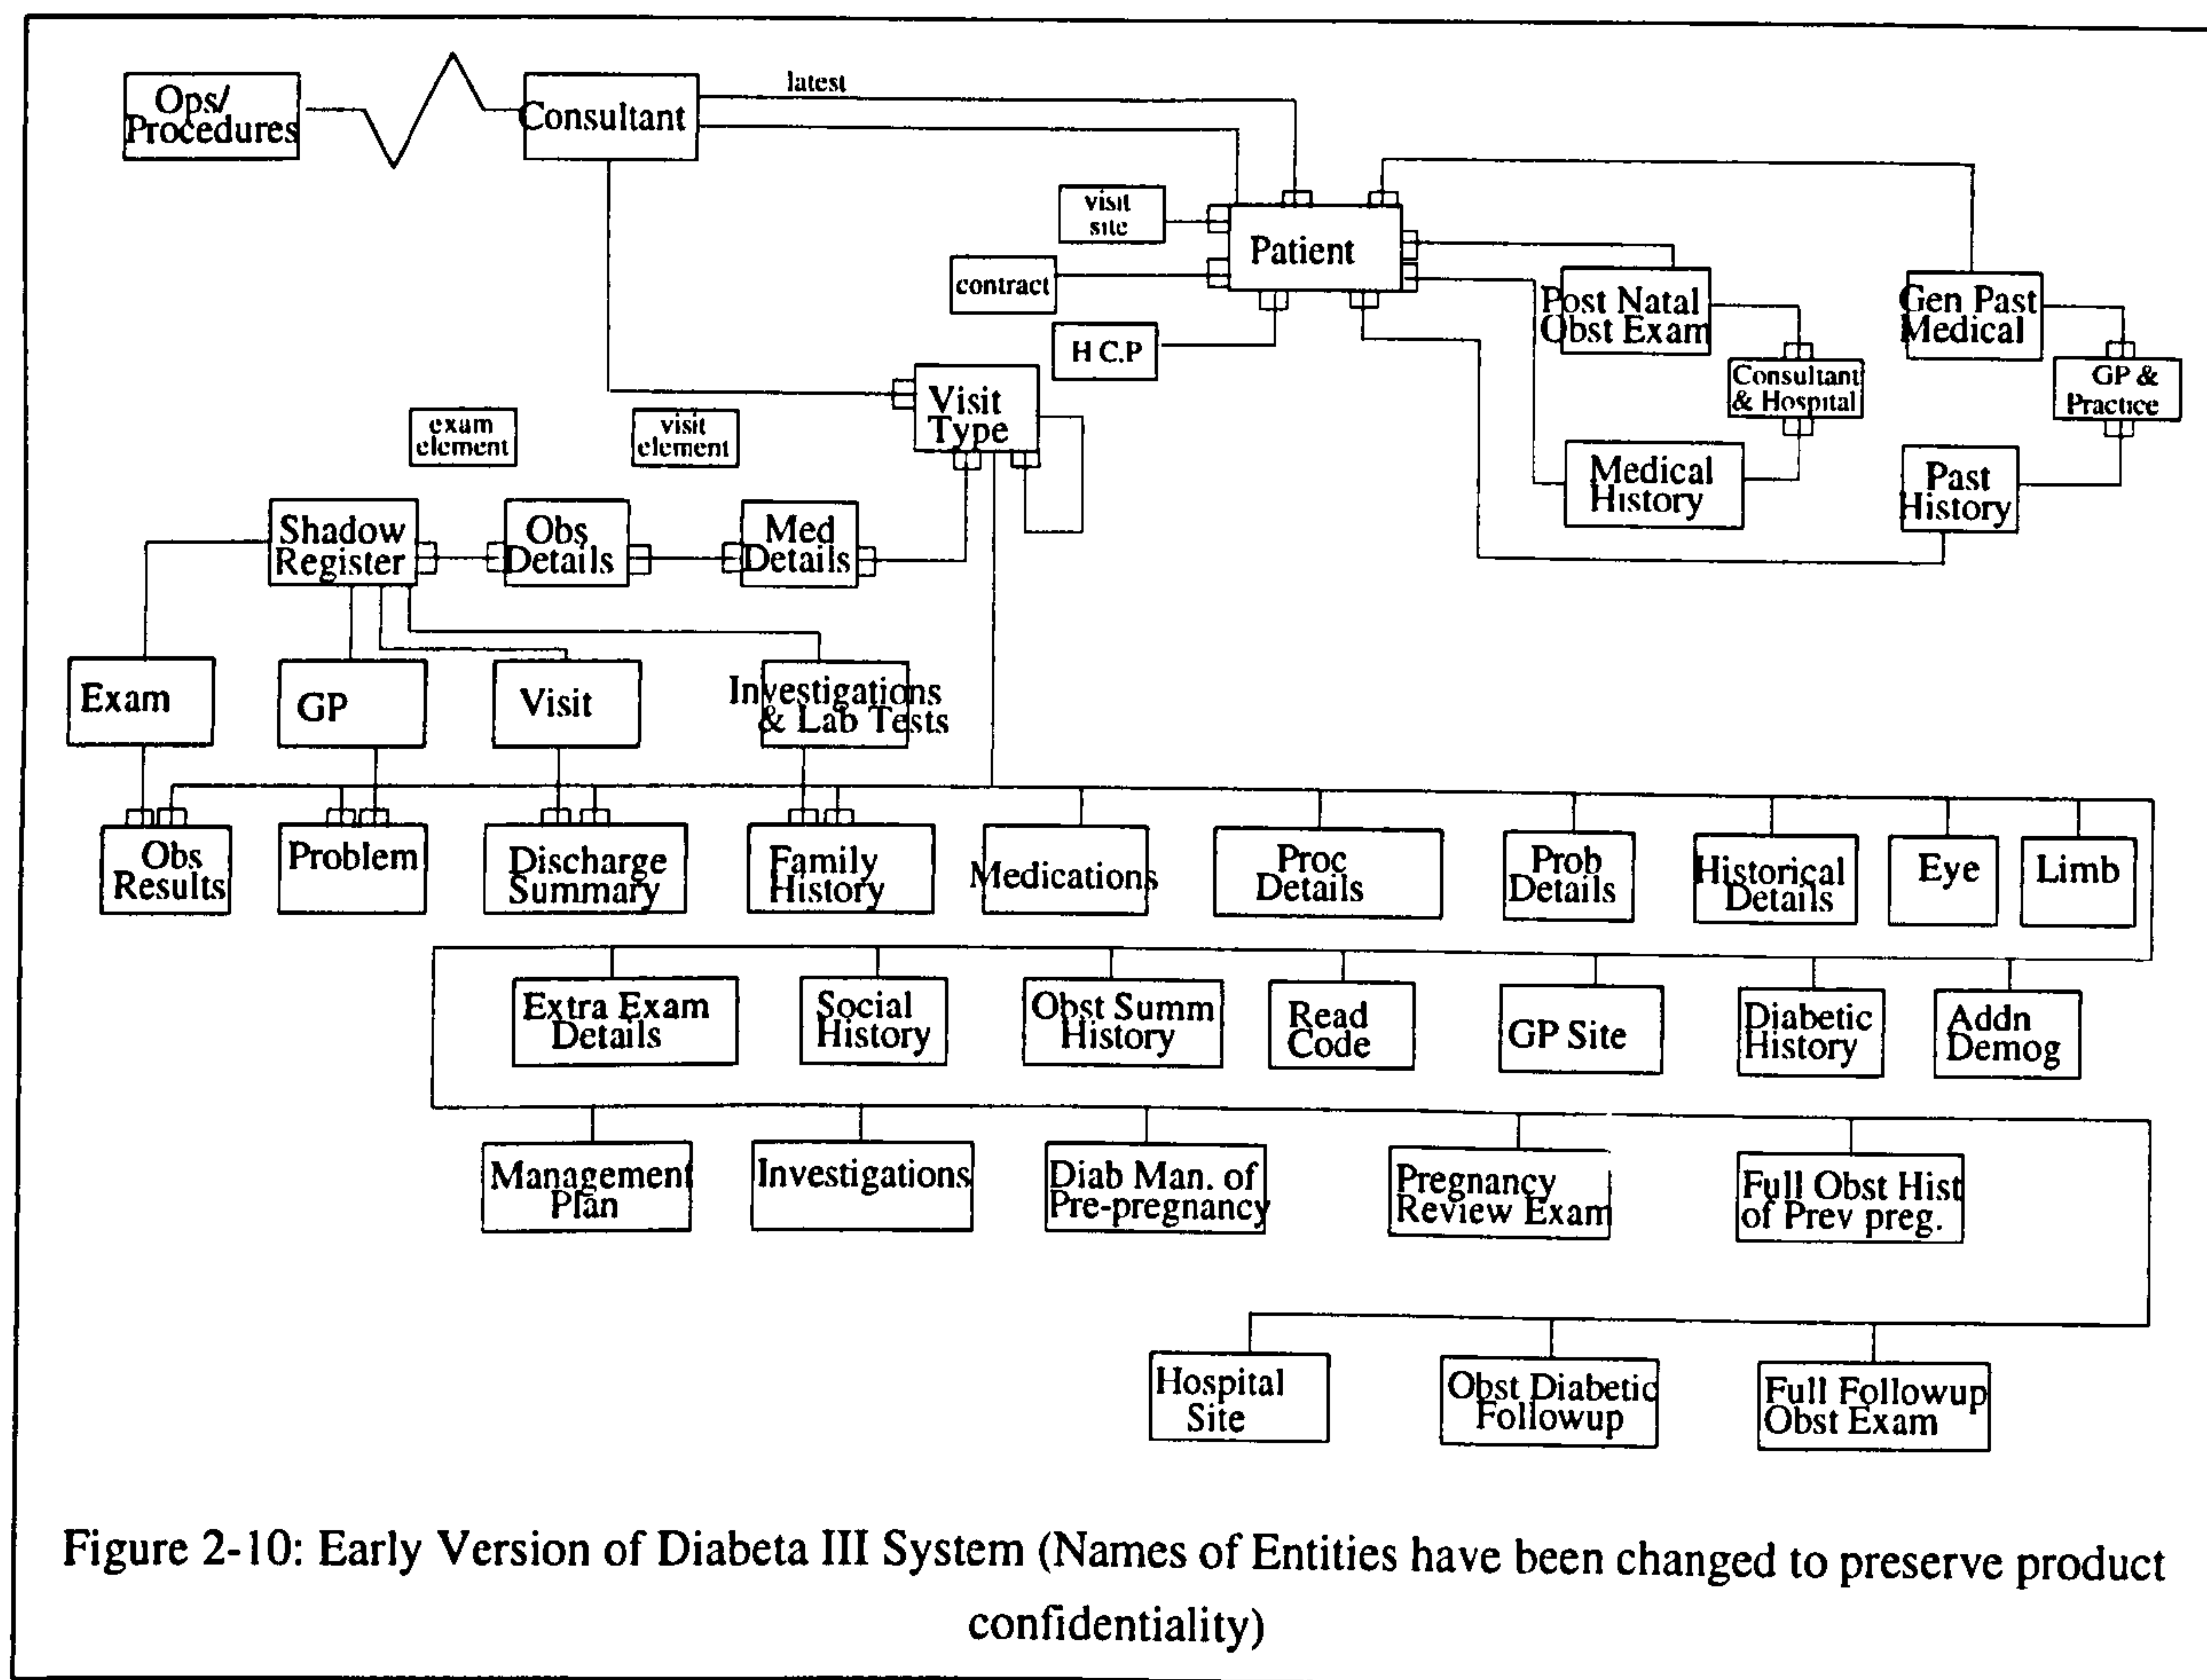 Ops/
Procedures
Consultant
latest
visit
site
Patient
contract
H C.P
Post Natal
Obst Exam
Gen Past
Medical
Consultant
& Hospital
GP &
Practice
Visit
Type
exam
element
visit
element
Medical
History
Past
History
Shadow
Register
Obs
Details
Med
Details
Exam
GP
Visit
Investigations
& Lab Tests
Obs
Results
Problem
Discharge
Summary
Family
History
Medications
Proc
Details
Prob
Details
Historical
Details
Eye
Limb
Extra Exam
Details
Social
History
Obst Summ
History
Read
Code
GP Site
Diabetic
History
Addn
Demog
Management
Plan
Investigations
Diab Man. of
Pre-pregnancy
Pregnancy
Review Exam
Full Obst Hist
of Prev preg.
Hospital
Site
Obst Diabetic
Followup
Full Followup
Obst Exam
Figure 2-10: Early Version of Diabeta III System (Names of Entities have been changed to preserve product
confidentiality)